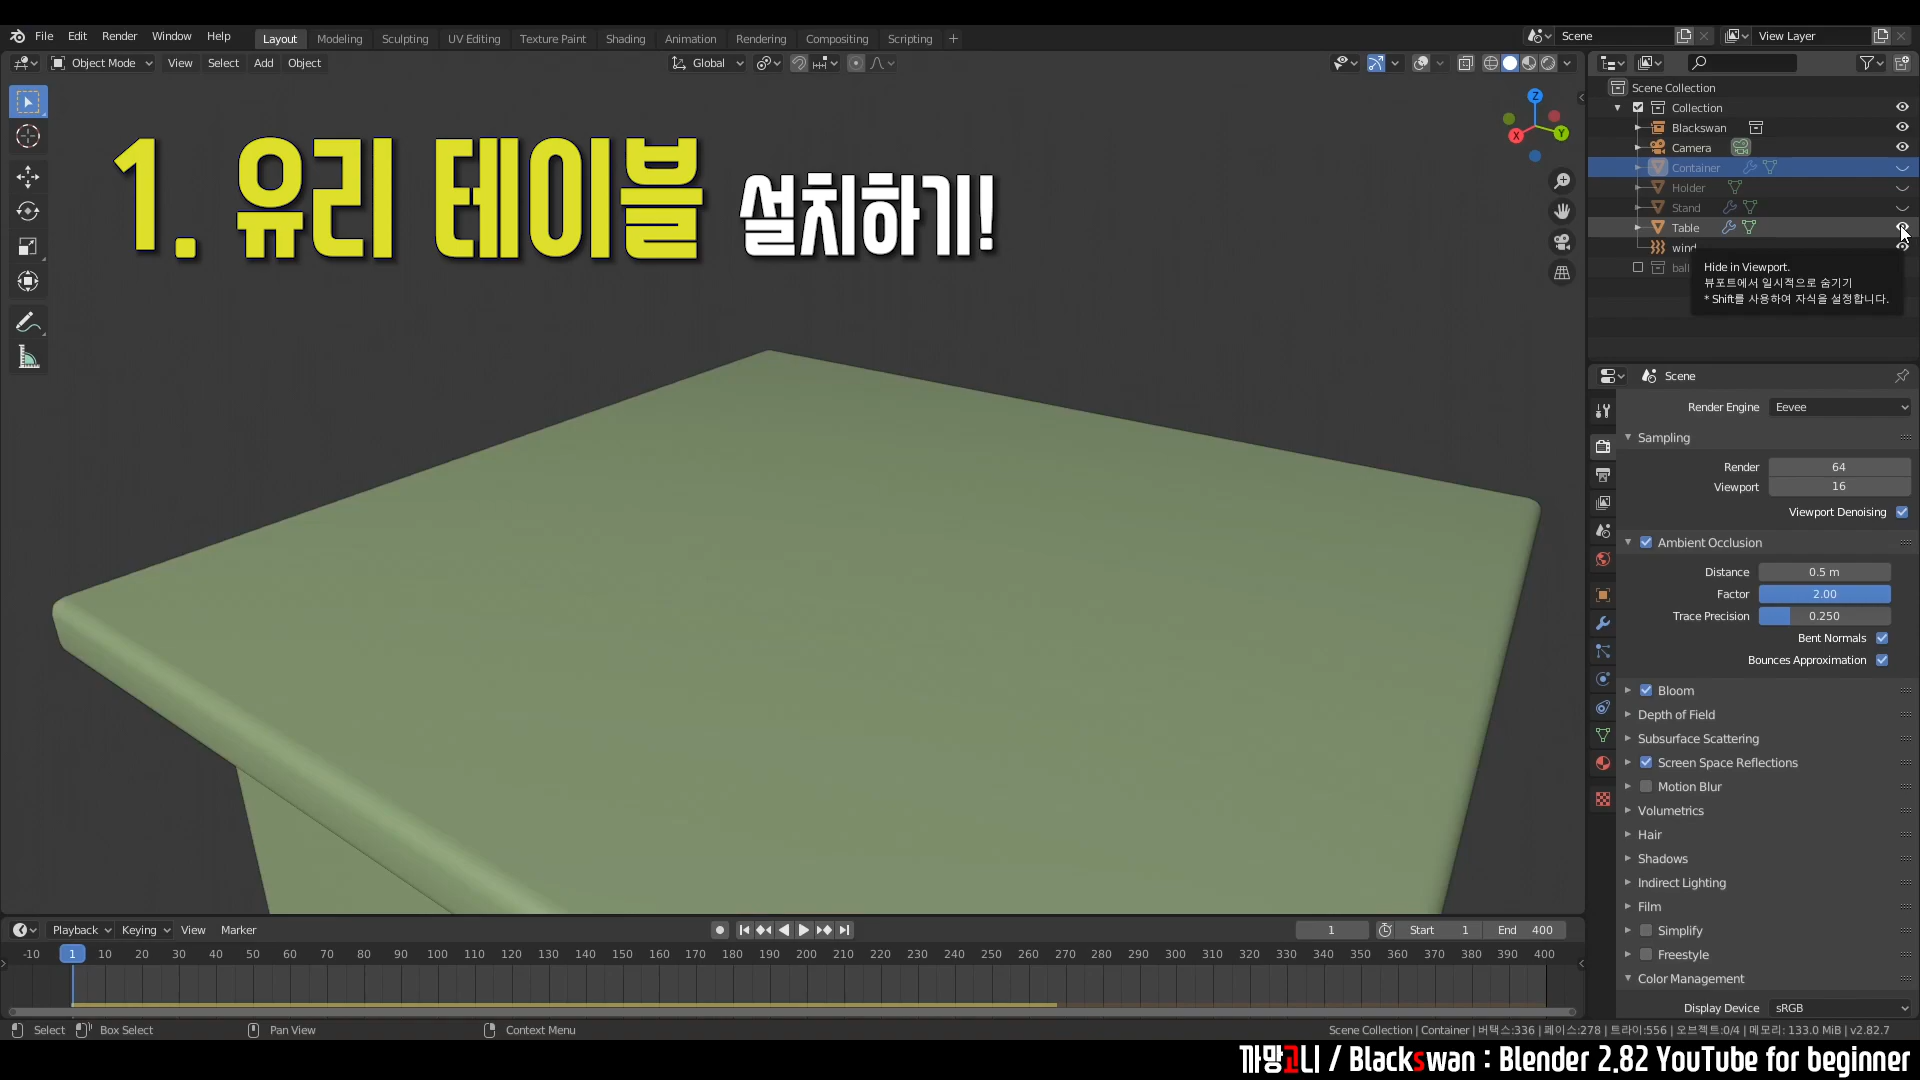 File Edit Render Window Help Layout Modeling Sculpting UV Editing Texture Paint Shading Animation Rendering Compositing Scripting + Scene View Layer
Object Mode View Select Add Object Global
1. 유리 테이블 설치하기!
Z
Y
X
Scene Collection
Collection
Blackswan
Camera
Container
Holder
Stand
Table
wind
ball
Hide in Viewport.
뷰포트에서 일시적으로 숨기기
* Shift를 사용하여 자식을 설정합니다.
Scene
Render Engine Eevee
Sampling
Render 64
Viewport 16
Viewport Denoising
Ambient Occlusion
Distance 0.5 m
Factor 2.00
Trace Precision 0.250
Bent Normals
Bounces Approximation
Bloom
Depth of Field
Subsurface Scattering
Screen Space Reflections
Motion Blur
Volumetrics
Hair
Shadows
Indirect Lighting
Film
Simplify
Freestyle
Color Management
Display Device sRGB
Playback Keying View Marker 1 Start 1 End 400
-10 1 10 20 30 40 50 60 70 80 90 100 110 120 130 140 150 160 170 180 190 200 210 220 230 240 250 260 270 280 290 300 310 320 330 340 350 360 370 380 390 400
Select Box Select Pan View Context Menu Scene Collection | Container | 버택스:336 | 페이스:278 | 트라이:556 | 오브젝트:0/4 | 메모리: 133.0 MiB | v2.82.7
까망고니 / Blackswan : Blender 2.82 YouTube for beginner